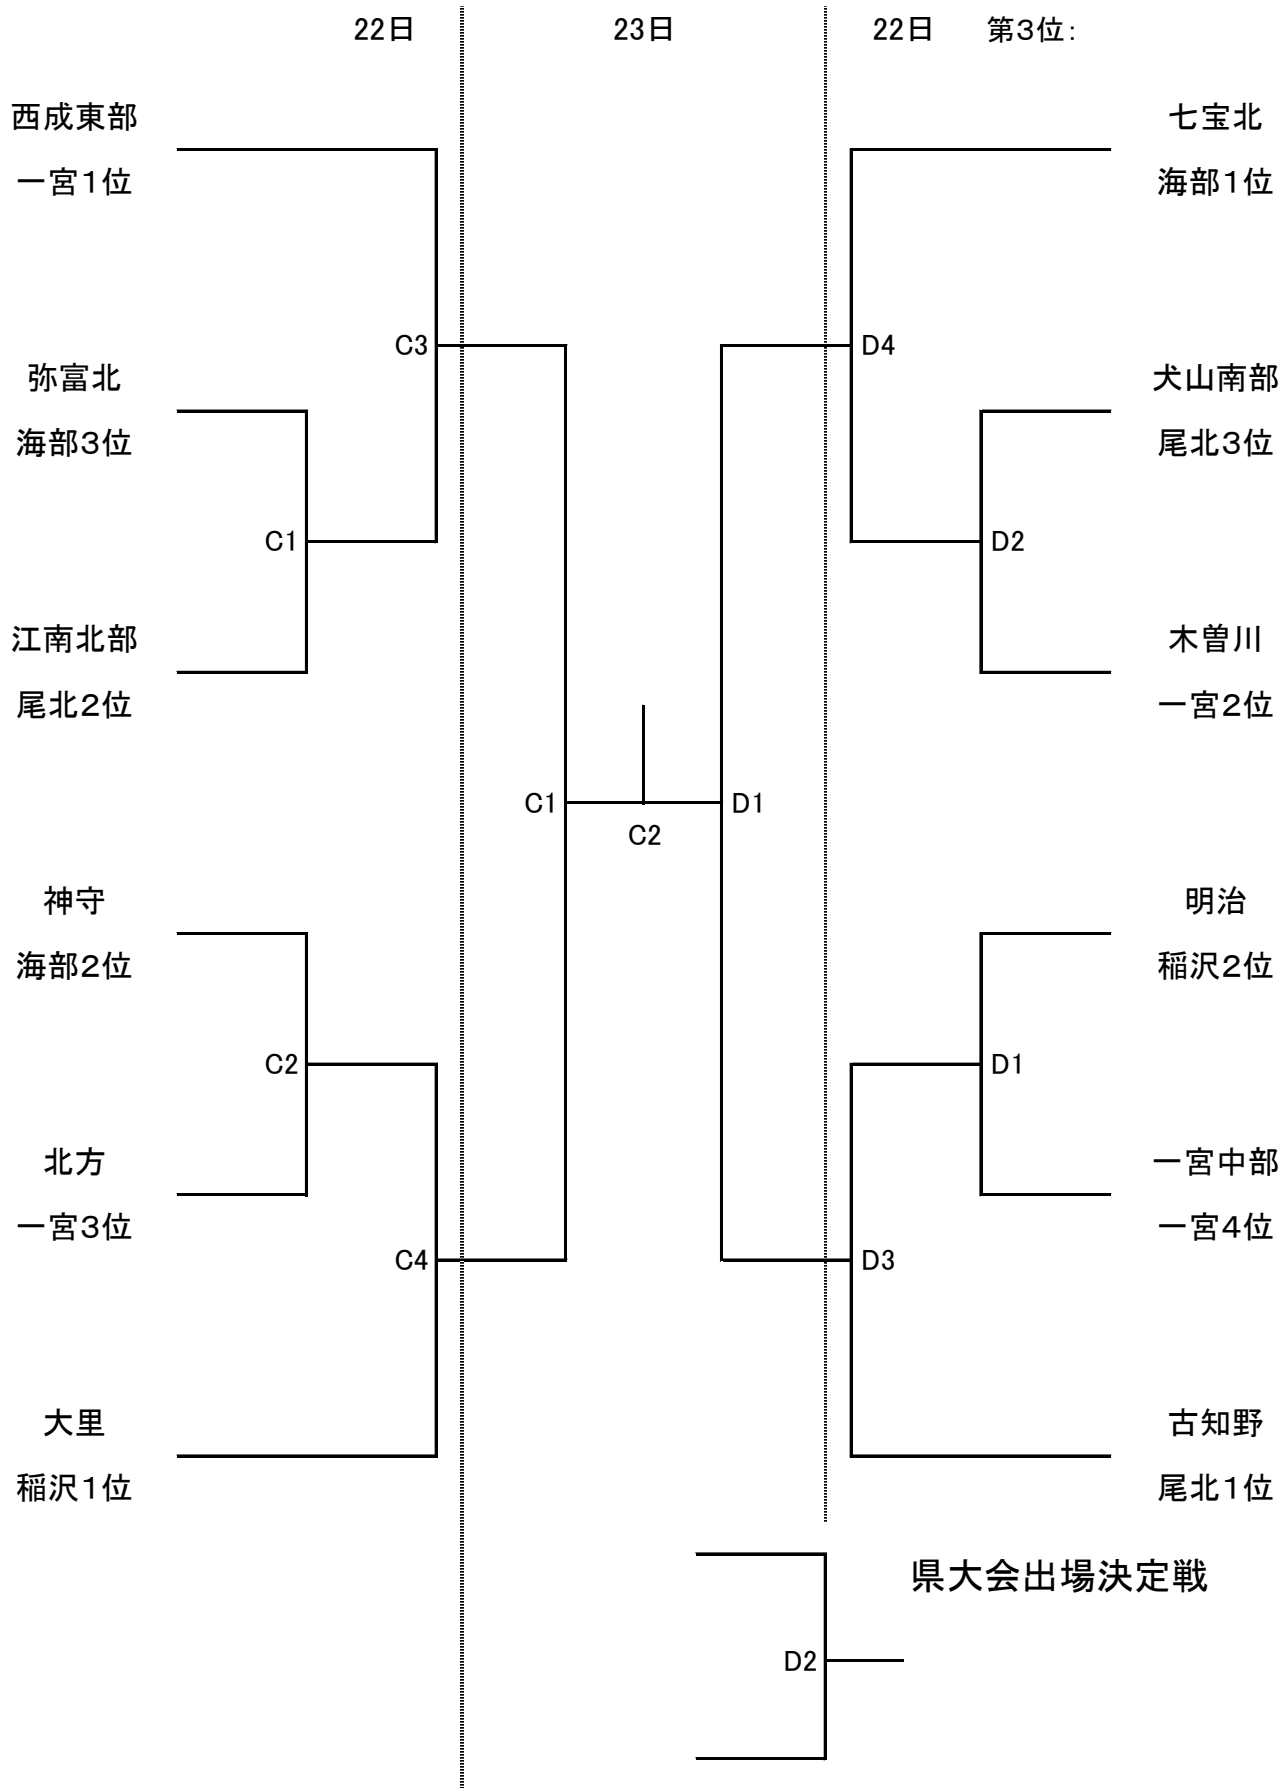 22日
23日
22日
第3位：
西成東部
一宮1位
七宝北
海部1位
C3
D4
弥富北
海部3位
犬山南部
尾北3位
C1
D2
江南北部
尾北2位
木曽川
一宮2位
C1
D1
C2
神守
海部2位
明治
稲沢2位
C2
D1
北方
一宮3位
一宮中部
一宮4位
C4
D3
大里
稲沢1位
古知野
尾北1位
県大会出場決定戦
D2